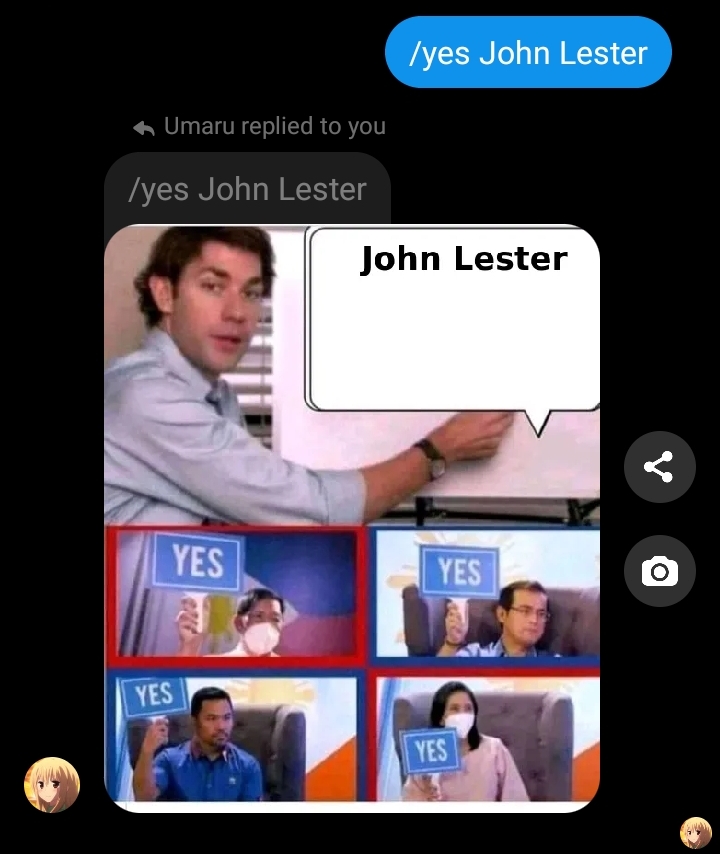 /yes John Lester
Umaru replied to you
/yes John Lester
John Lester
YES
YES
YES
YES